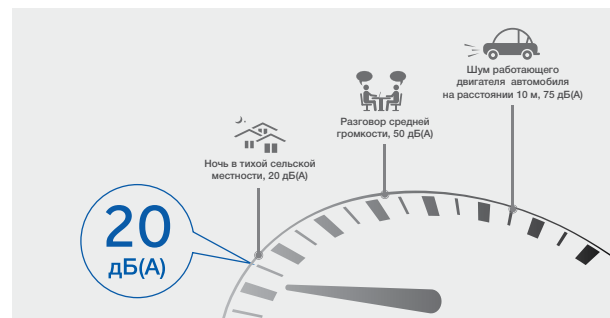 Шум работающего
двигателя автомобиля
на расстоянии 10 м, 75 дБ(А)
Разговор средней
громкости, 50 дБ(А)
Ночь в тихой сельской
местности, 20 дБ(А)
20
дБ(А)